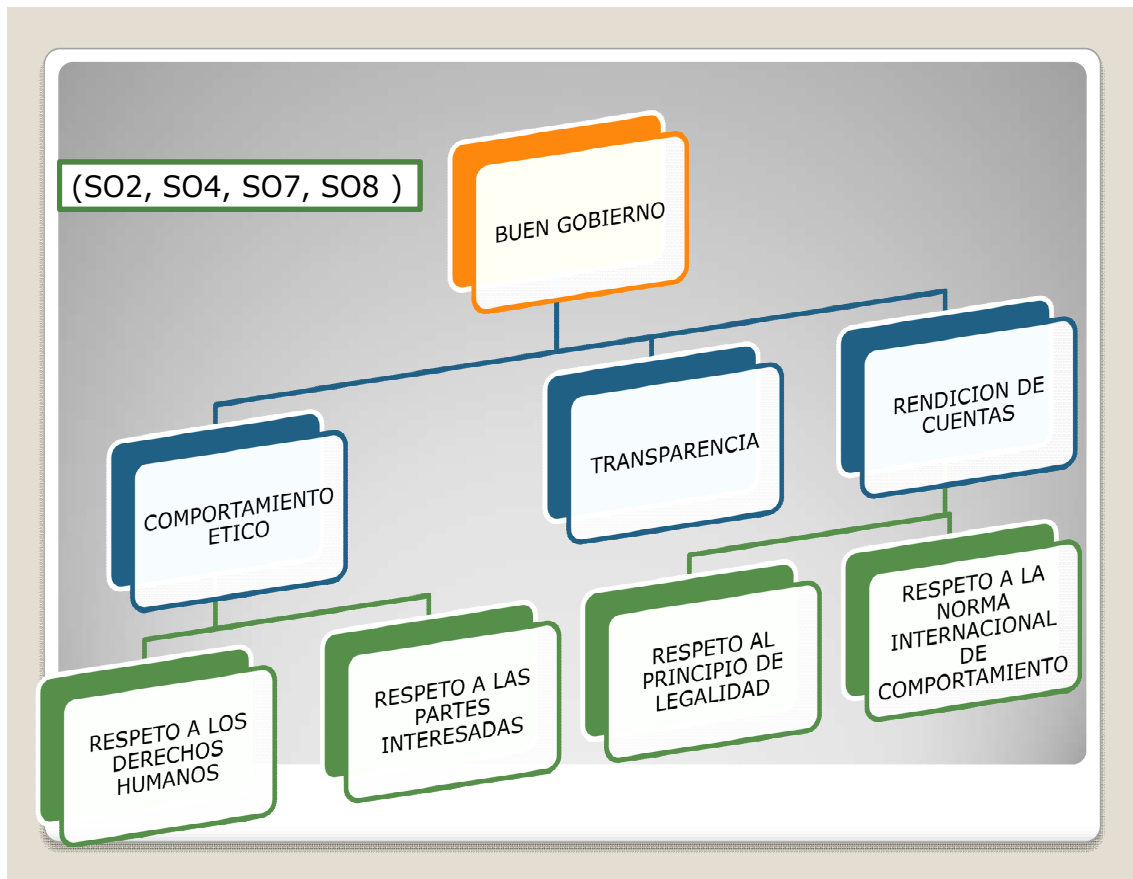 (SO2, SO4, SO7, SO8 )
BUEN GOBIERNO
COMPORTAMIENTO
ETICO
TRANSPARENCIA
RENDICION DE
CUENTAS
RESPETO A LOS
DERECHOS
HUMANOS
RESPETO A LAS
PARTES
INTERESADAS
RESPETO AL
PRINCIPIO DE
LEGALIDAD
RESPETO A LA
NORMA
INTERNACIONAL
DE
COMPORTAMIENTO